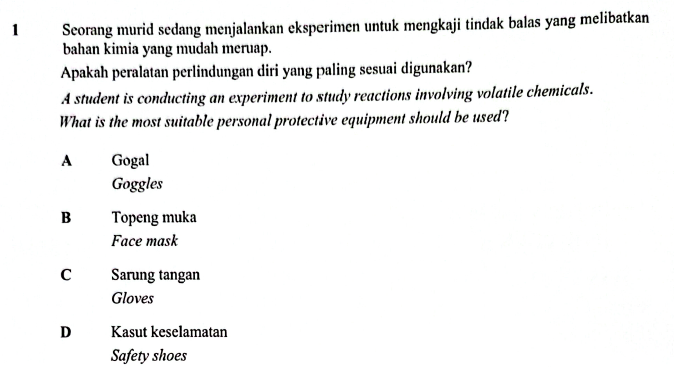 1 Seorang murid sedang menjalankan eksperimen untuk mengkaji tindak balas yang melibatkan
bahan kimia yang mudah meruap.
Apakah peralatan perlindungan diri yang paling sesuai digunakan?
A student is conducting an experiment to study reactions involving volatile chemicals.
What is the most suitable personal protective equipment should be used?
A Gogal
Goggles
B Topeng muka
Face mask
C Sarung tangan
Gloves
D Kasut keselamatan
Safety shoes